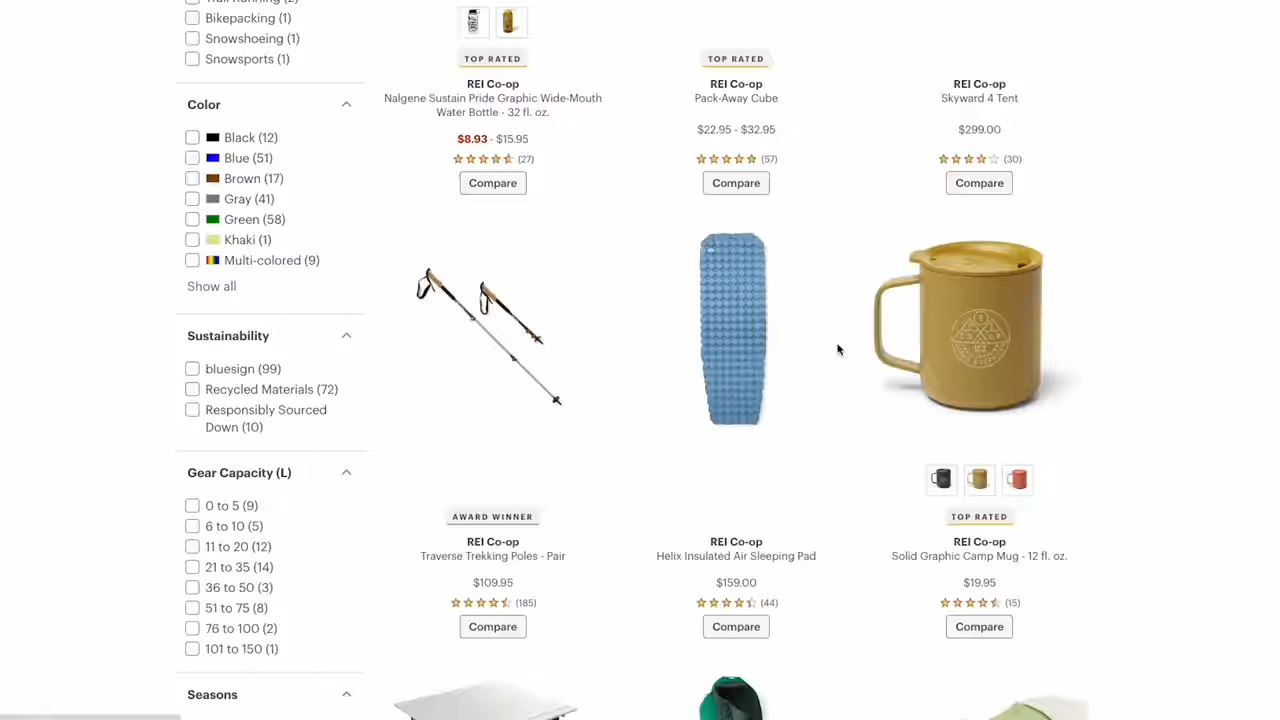 Bikepacking (1)
Snowshoeing (1)
Snowsports (1)
Color
Black (12)
Blue (51)
Brown (17)
Gray (41)
Green (58)
Khaki (1)
Multi-colored (9)
Show all
Sustainability
bluesign (99)
Recycled Materials (72)
Responsibly Sourced
Down (10)
Gear Capacity (L)
0 to 5 (9)
6 to 10 (5)
11 to 20 (12)
21 to 35 (14)
36 to 50 (3)
51 to 75 (8)
76 to 100 (2)
101 to 150 (1)
Seasons
TOP RATED
REI Co-op
Nalgene Sustain Pride Graphic Wide-Mouth
Water Bottle - 32 fl. oz.
$8.93 - $15.95
(27)
Compare
TOP RATED
REI Co-op
Pack-Away Cube
$22.95 - $32.95
(57)
Compare
REI Co-op
Skyward 4 Tent
$299.00
(30)
Compare
AWARD WINNER
REI Co-op
Traverse Trekking Poles - Pair
$109.95
(185)
Compare
REI Co-op
Helix Insulated Air Sleeping Pad
$159.00
(44)
Compare
TOP RATED
REI Co-op
Solid Graphic Camp Mug - 12 fl. oz.
$19.95
(15)
Compare